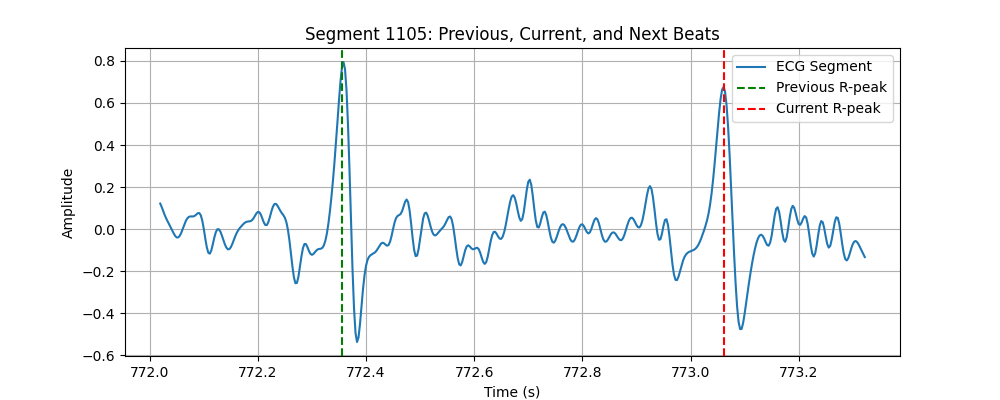 Segment 1105: Previous, Current, and Next Beats
ECG Segment
Previous R-peak
Current R-peak
0.8
0.6
0.4
0.2
0.0
−0.2
−0.4
−0.6
Amplitude
772.0 772.2 772.4 772.6 772.8 773.0 773.2
Time (s)